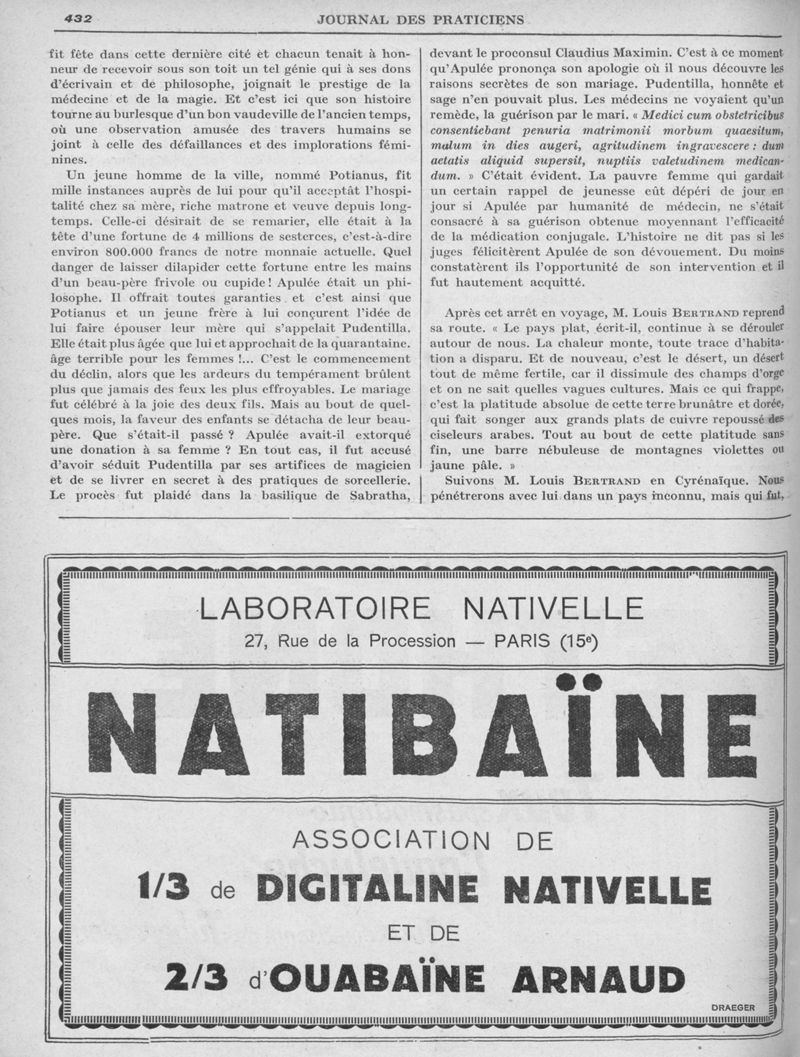 432
JOURNAL DES PRATICIENS
fit fête dans cette dernière cité et chacun tenait à hon-
neur de recevoir sous son toit un tel génie qui à ses dons
d'écrivain et de philosophe, joignait le prestige de la
médecine et de la magie. Et c'est ici que son histoire
tourne au burlesque d'un bon vaudeville de l'ancien temps,
où une observation amusée des travers humains se
joint à celle des défaillances et des implorations fémi-
nines.
Un jeune homme de la ville, nommé Potianus, fit
mille instances auprès de lui pour qu'il acceptât l'hospi-
talité chez sa mère, riche matrone et veuve depuis long-
temps. Celle-ci désirait de se remarier, elle était à la
tête d'une fortune de 4 millions de sesterces, c'est-à-dire
environ 800.000 francs de notre monnaie actuelle. Quel
danger de laisser dilapider cette fortune entre les mains
d'un beau-père frivole ou cupide! Apulée était un phi-
losophe. Il offrait toutes garanties et c'est ainsi que
Potianus et un jeune frère à lui conçurent l'idée de
lui faire épouser leur mère qui s'appelait Pudentilla.
Elle était plus âgée que lui et approchait de la quarantaine.
âge terrible pour les femmes !... C'est le commencement
du déclin, alors que les ardeurs du tempérament brûlent
plus que jamais des feux les plus effroyables. Le mariage
fut célébré à la joie des deux fils. Mais au bout de quel-
ques mois, la faveur des enfants se détacha de leur beau-
père. Que s'était-il passé ? Apulée avait-il extorqué
une donation à sa femme ? En tout cas, il fut accusé
d'avoir séduit Pudentilla par ses artifices de magicien
et de se livrer en secret à des pratiques de sorcellerie.
Le procès fut plaidé dans la basilique de Sabratha,
devant le proconsul Claudius Maximin. C'est à ce moment
qu'Apulée prononça son apologie où il nous découvre les
raisons secrètes de son mariage. Pudentilla, honnête et
sage n'en pouvait plus. Les médecins ne voyaient qu'un
remède, la guérison par le mari. « Medici cum obstetricibus
consentiebant penuria matrimonii morbum quaesitum,
malum in dies augeri, agritudinem ingravescere : dum
aetatis aliquid supersit, nuptiis valetudinem medican-
dum. » C'était évident. La pauvre femme qui gardait
un certain rappel de jeunesse eût dépéri de jour en
jour si Apulée par humanité de médecin, ne s'était
consacré à sa guérison obtenue moyennant l'efficacité
de la médication conjugale. L'histoire ne dit pas si les
juges félicitèrent Apulée de son dévouement. Du moins
constatèrent ils l'opportunité de son intervention et il
fut hautement acquitté.
Après cet arrêt en voyage, M. Louis BERTRAND reprend
sa route. « Le pays plat, écrit-il, continue à se dérouler
autour de nous. La chaleur monte, toute trace d'habita-
tion a disparu. Et de nouveau, c'est le désert, un désert
tout de même fertile, car il dissimule des champs d'orge
et on ne sait quelles vagues cultures. Mais ce qui frappe,
c'est la platitude absolue de cette terre brunâtre et dorée,
qui fait songer aux grands plats de cuivre repoussé des
ciseleurs arabes. Tout au bout de cette platitude sans
fin, une barre nébuleuse de montagnes violettes ou
jaune pâle. »
Suivons M. Louis BERTRAND en Cyrénaïque. Nous
pénétrerons avec lui dans un pays inconnu, mais qui fut,
LABORATOIRE NATIVELLE
27, Rue de la Procession — PARIS (15e)
NATIBAÏNE
ASSOCIATION DE
1/3 de DIGITALINE NATIVELLE
ET DE
2/3 d'OUABAÏNE ARNAUD
DRAEGER